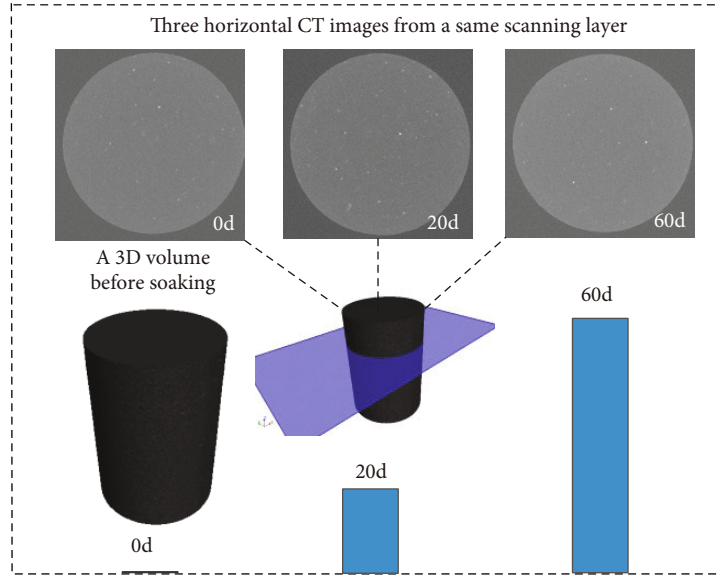 Three horizontal CT images from a same scanning layer
0d
20d
60d
A 3D volume
before soaking
60d
20d
0d